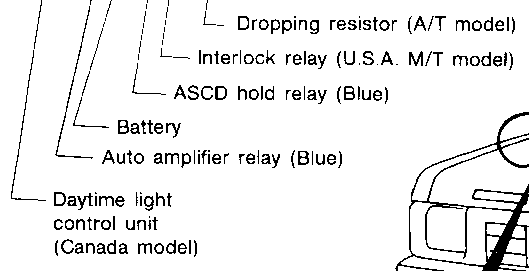 Dropping resistor (A/T model)
Interlock relay (U.S.A. M/T model)
ASCD hold relay (Blue)
Battery
Auto amplifier relay (Blue)
Daytime light
control unit
(Canada model)